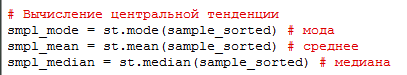 # Вычисление центральной тенденции
smpl_mode = st.mode(sample_sorted) # мода
smpl_mean = st.mean(sample_sorted) # среднее
smpl_median = st.median(sample_sorted) # медиана